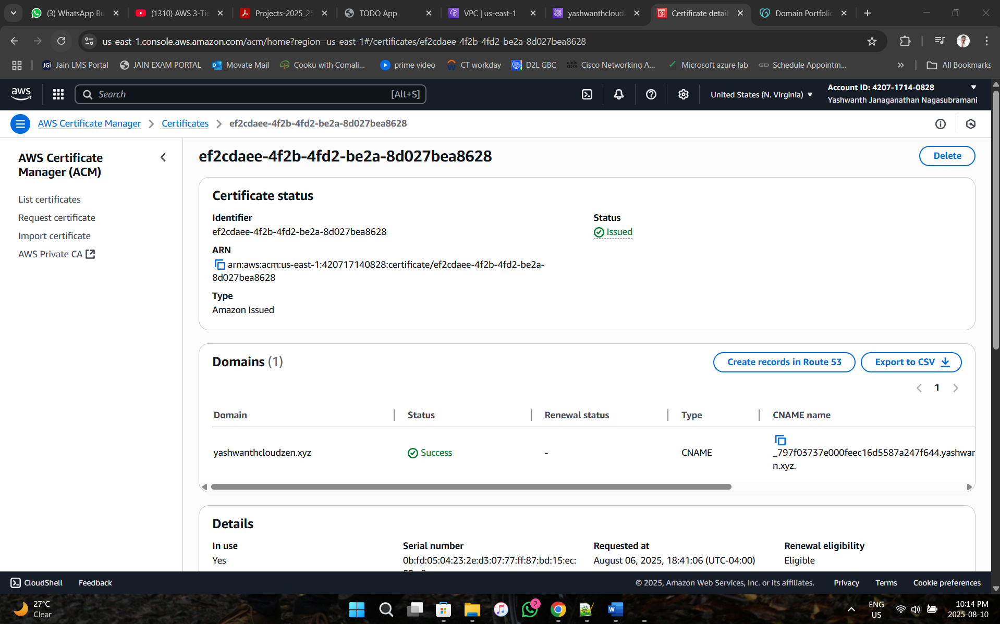 (3) WhatsApp Bu
(1310) AWS 3-Tie
Projects-2025_25
TODO App
VPC | us-east-1
yashwanthcloudz
Certificate detail
Domain Portfolio
us-east-1.console.aws.amazon.com/acm/home?region=us-east-1#/certificates/ef2cdaee-4f2b-4fd2-be2a-8d027bea8628
JGI Jain LMS Portal
JAIN EXAM PORTAL
Movate Mail
Cooku with Comali...
prime video
CT workday
D2L GBC
Cisco Networking A...
Microsoft azure lab
GD Schedule Appointm...
All Bookmarks
aws
Search
[Alt+S]
United States (N. Virginia)
Account ID: 4207-1714-0828
Yashwanth Janaganathan Nagasubramani
AWS Certificate Manager
Certificates
ef2cdaee-4f2b-4fd2-be2a-8d027bea8628
AWS Certificate
Manager (ACM)
List certificates
Request certificate
Import certificate
AWS Private CA
ef2cdaee-4f2b-4fd2-be2a-8d027bea8628
Delete
Certificate status
Identifier
ef2cdaee-4f2b-4fd2-be2a-8d027bea8628
Status
Issued
ARN
arn:aws:acm:us-east-1:420717140828:certificate/ef2cdaee-4f2b-4fd2-be2a-
8d027bea8628
Type
Amazon Issued
Domains (1)
Create records in Route 53
Export to CSV
1
Domain
Status
Renewal status
Type
CNAME name
yashwanthcloudzen.xyz
Success
-
CNAME
_797f03737e000feec16d5587a247f644.yashwan
n.xyz.
Details
In use
Yes
Serial number
0b:fd:05:04:23:2e:d3:07:77:ff:87:bd:15:ec:
Requested at
August 06, 2025, 18:41:06 (UTC-04:00)
Renewal eligibility
Eligible
CloudShell
Feedback
© 2025, Amazon Web Services, Inc. or its affiliates.
Privacy
Terms
Cookie preferences
27°C
Clear
2
W
ENG
US
10:14 PM
2025-08-10